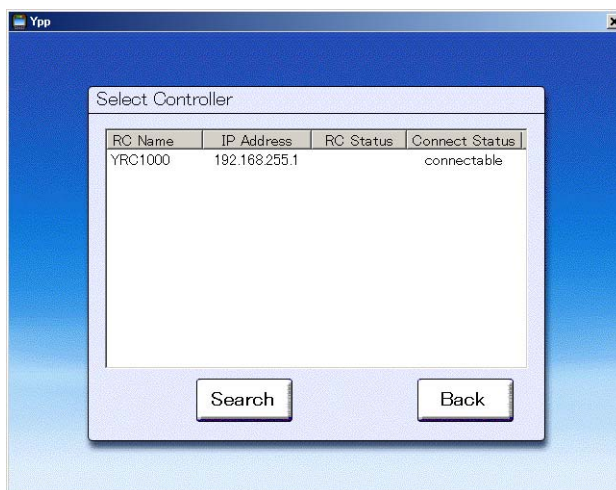 Ypp
Select Controller
RC Name IP Address RC Status Connect Status
YRC1000 192.168.255.1 connectable
Search Back